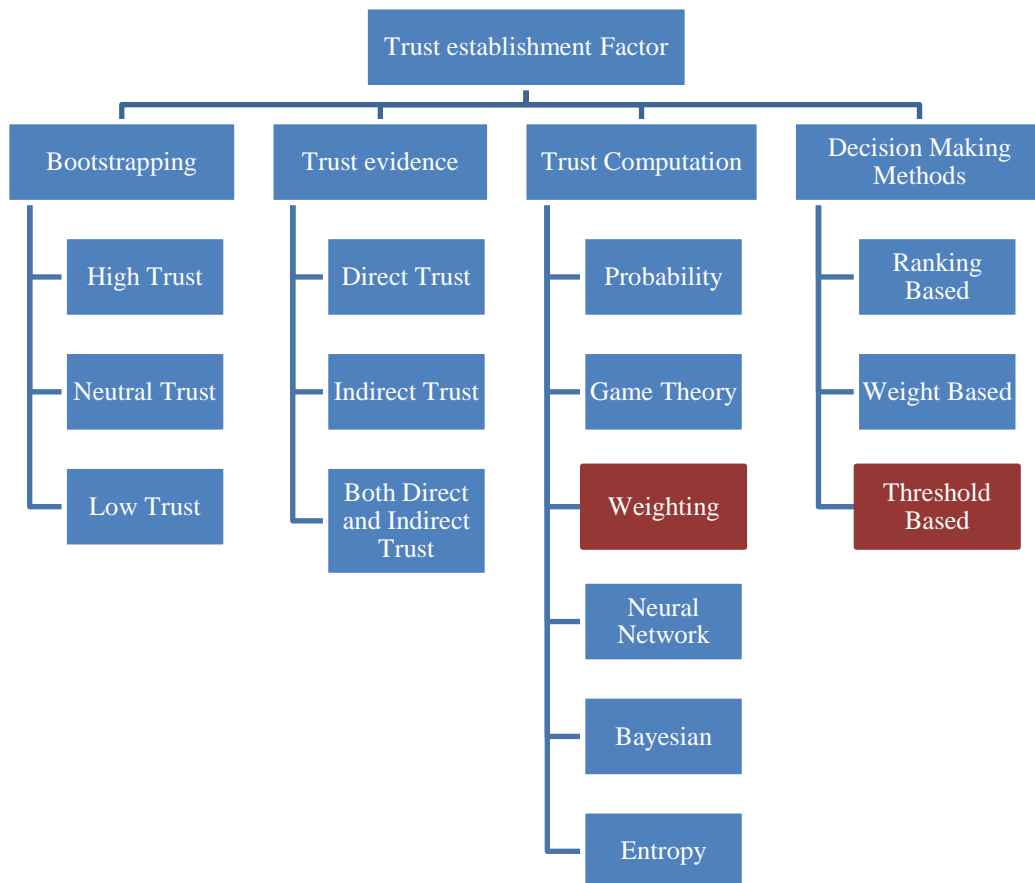 Trust establishment Factor
Bootstrapping
High Trust
Neutral Trust
Low Trust
Trust evidence
Direct Trust
Indirect Trust
Both Direct
and Indirect
Trust
Trust Computation
Probability
Game Theory
Weighting
Neural
Network
Bayesian
Entropy
Decision Making
Methods
Ranking
Based
Weight Based
Threshold
Based